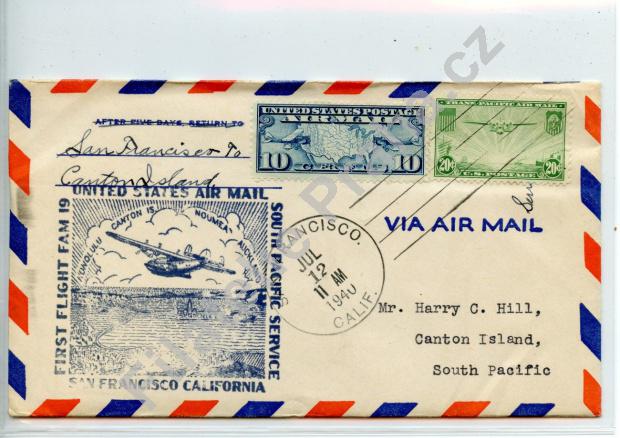 AFTER FIVE DAYS, RETURN TO
San Francisco To
Canton Island
UNITED STATES POSTAGE
AIR MAIL
10 CENTS 10
TRANS-PACIFIC AIR MAIL
20¢ 20¢
U.S. POSTAGE
VIA AIR MAIL
UNITED STATES AIR MAIL
FIRST FLIGHT FAM 19
HONOLULU CANTON IS. NOUMEA AUCKLAND
SOUTH PACIFIC SERVICE
SAN FRANCISCO CALIFORNIA
FRANCISCO.
JUL
12
11 AM
1940
CALIF.
Mr. Harry C. Hill,
Canton Island,
South Pacific